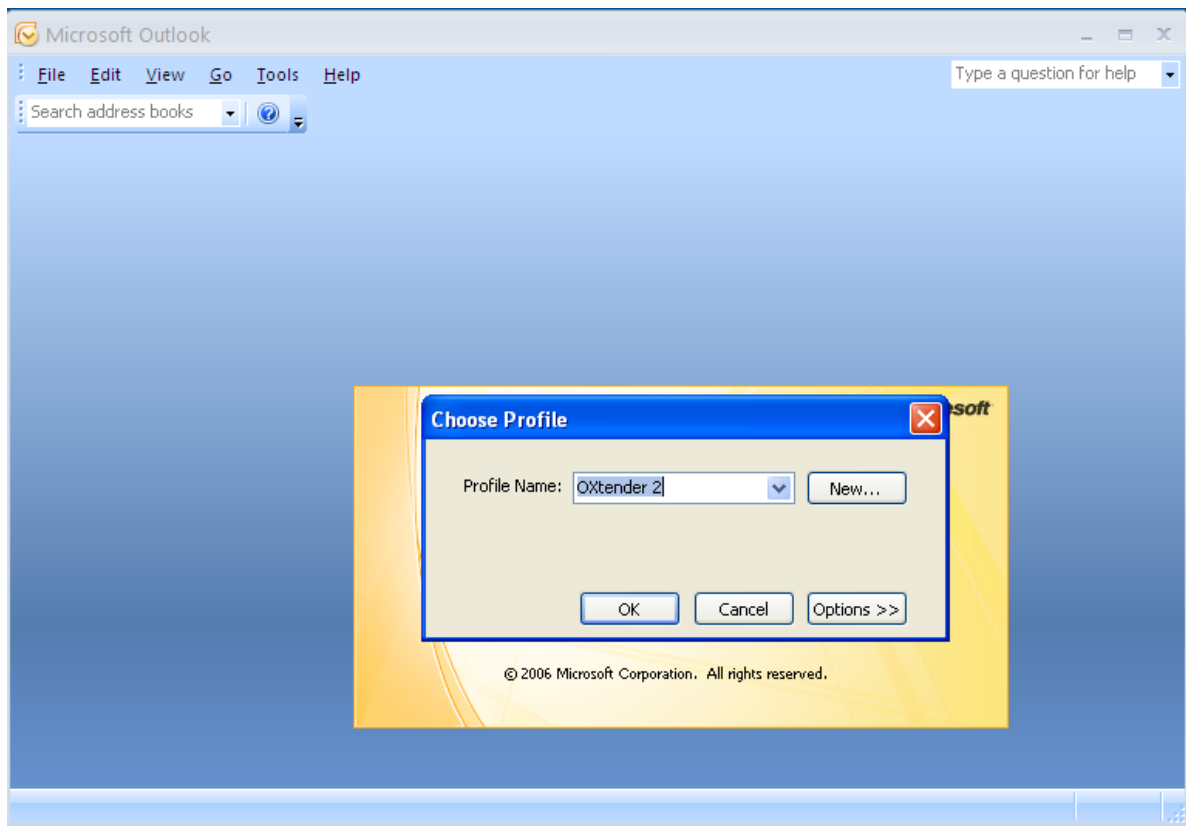 Microsoft Outlook
File Edit View Go Tools Help
Type a question for help
Search address books
Choose Profile
Profile Name: OXtender 2 New...
OK Cancel Options >>
© 2006 Microsoft Corporation. All rights reserved.